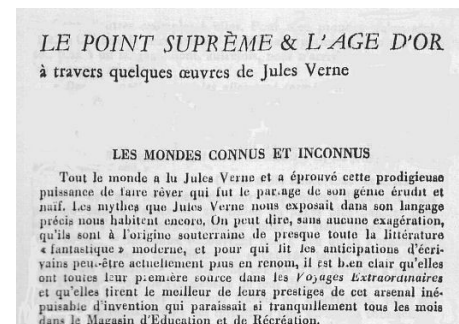 LE POINT SUPRÈME & L'AGE D'OR
à travers quelques œuvres de Jules Verne
LES MONDES CONNUS ET INCONNUS
Tout le monde a lu Jules Verne et a éprouvé cette prodigieuse
puissance de faire rêver qui fut le partage de son génie érudit et
naïf. Les mythes que Jules Verne nous exposait dans son langage
précis nous habitent encore. On peut dire, sans aucune exagération,
qu'ils sont à l'origine souterraine de presque toute la littérature
« fantastique » moderne, et pour qui lit les anticipations d'écri-
vains peut-être actuellement plus en renom, il est bien clair qu'elles
ont toutes leur première source dans les Voyages Extraordinaires
et qu'elles tirent le meilleur de leurs prestiges de cet arsenal iné-
puisable d'invention qui paraissait si tranquillement tous les mois
dans le Magasin d'Education et de Récréation.